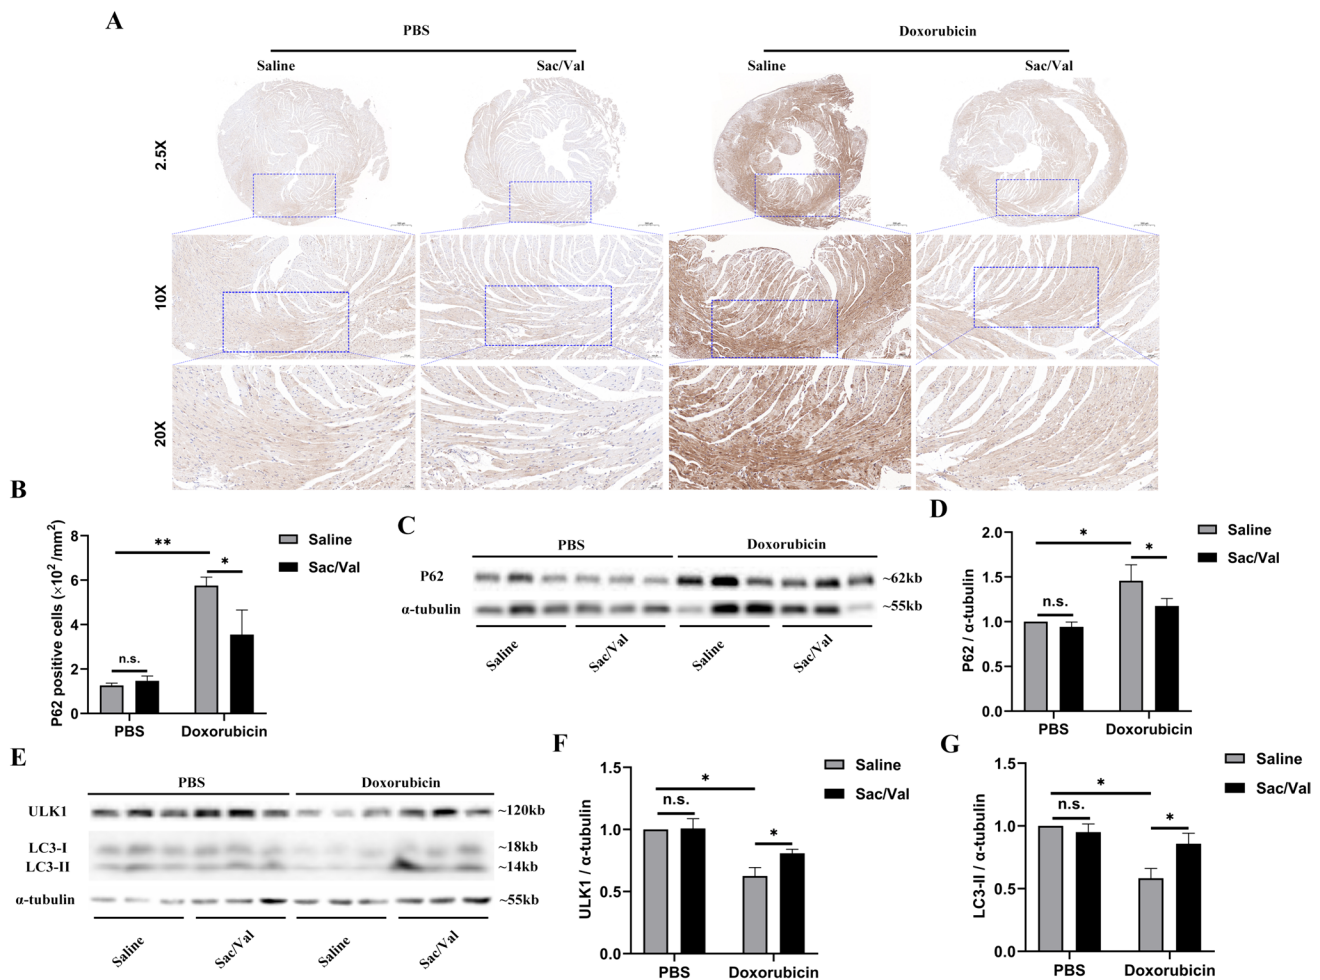 A
PBS
Doxorubicin
Saline
Sac/Val
Saline
Sac/Val
2.5X
10X
20X
B
P62 positive cells (×10² /mm²)
8
6
4
2
0
**
*
n.s.
PBS
Doxorubicin
Saline
Sac/Val
C
PBS
Doxorubicin
P62
~62kb
α-tubulin
~55kb
Saline
Sac/Val
Saline
Sac/Val
D
P62 / α-tubulin
2.0
1.5
1.0
0.5
0.0
*
*
n.s.
PBS
Doxorubicin
Saline
Sac/Val
E
PBS
Doxorubicin
ULK1
~120kb
LC3-I
~18kb
LC3-II
~14kb
α-tubulin
~55kb
Saline
Sac/Val
Saline
Sac/Val
F
ULK1 / α-tubulin
1.5
1.0
0.5
0.0
*
n.s.
*
PBS
Doxorubicin
Saline
Sac/Val
G
LC3-II / α-tubulin
1.5
1.0
0.5
0.0
*
n.s.
*
PBS
Doxorubicin
Saline
Sac/Val